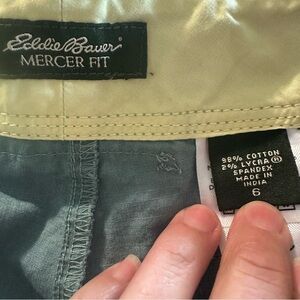 Eddie Bauer®
MERCER FIT
98% COTTON
2% LYCRA®
SPANDEX
MADE IN
INDIA
6